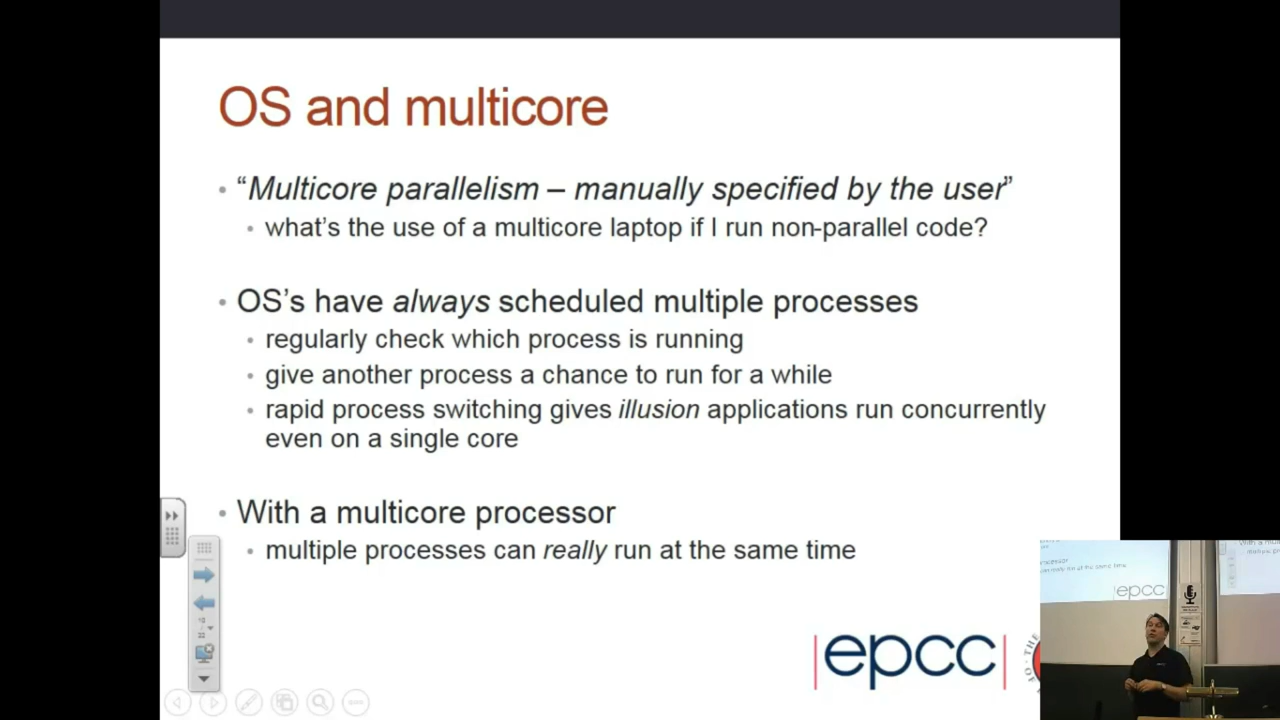 OS and multicore
• “Multicore parallelism – manually specified by the user”
• what’s the use of a multicore laptop if I run non-parallel code?
• OS’s have always scheduled multiple processes
• regularly check which process is running
• give another process a chance to run for a while
• rapid process switching gives illusion applications run concurrently
even on a single core
• With a multicore processor
• multiple processes can really run at the same time
|epcc|
THE
epcc|